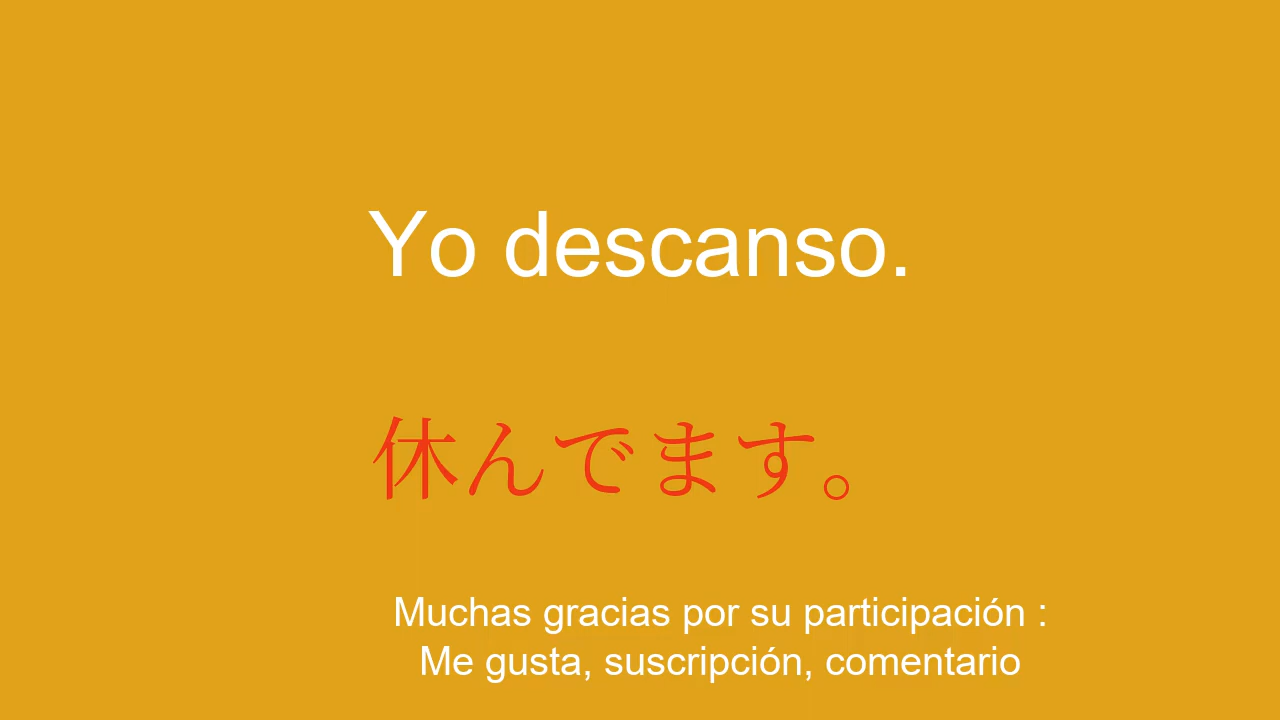 Yo descanso.
休んでます。
Muchas gracias por su participación :
Me gusta, suscripción, comentario